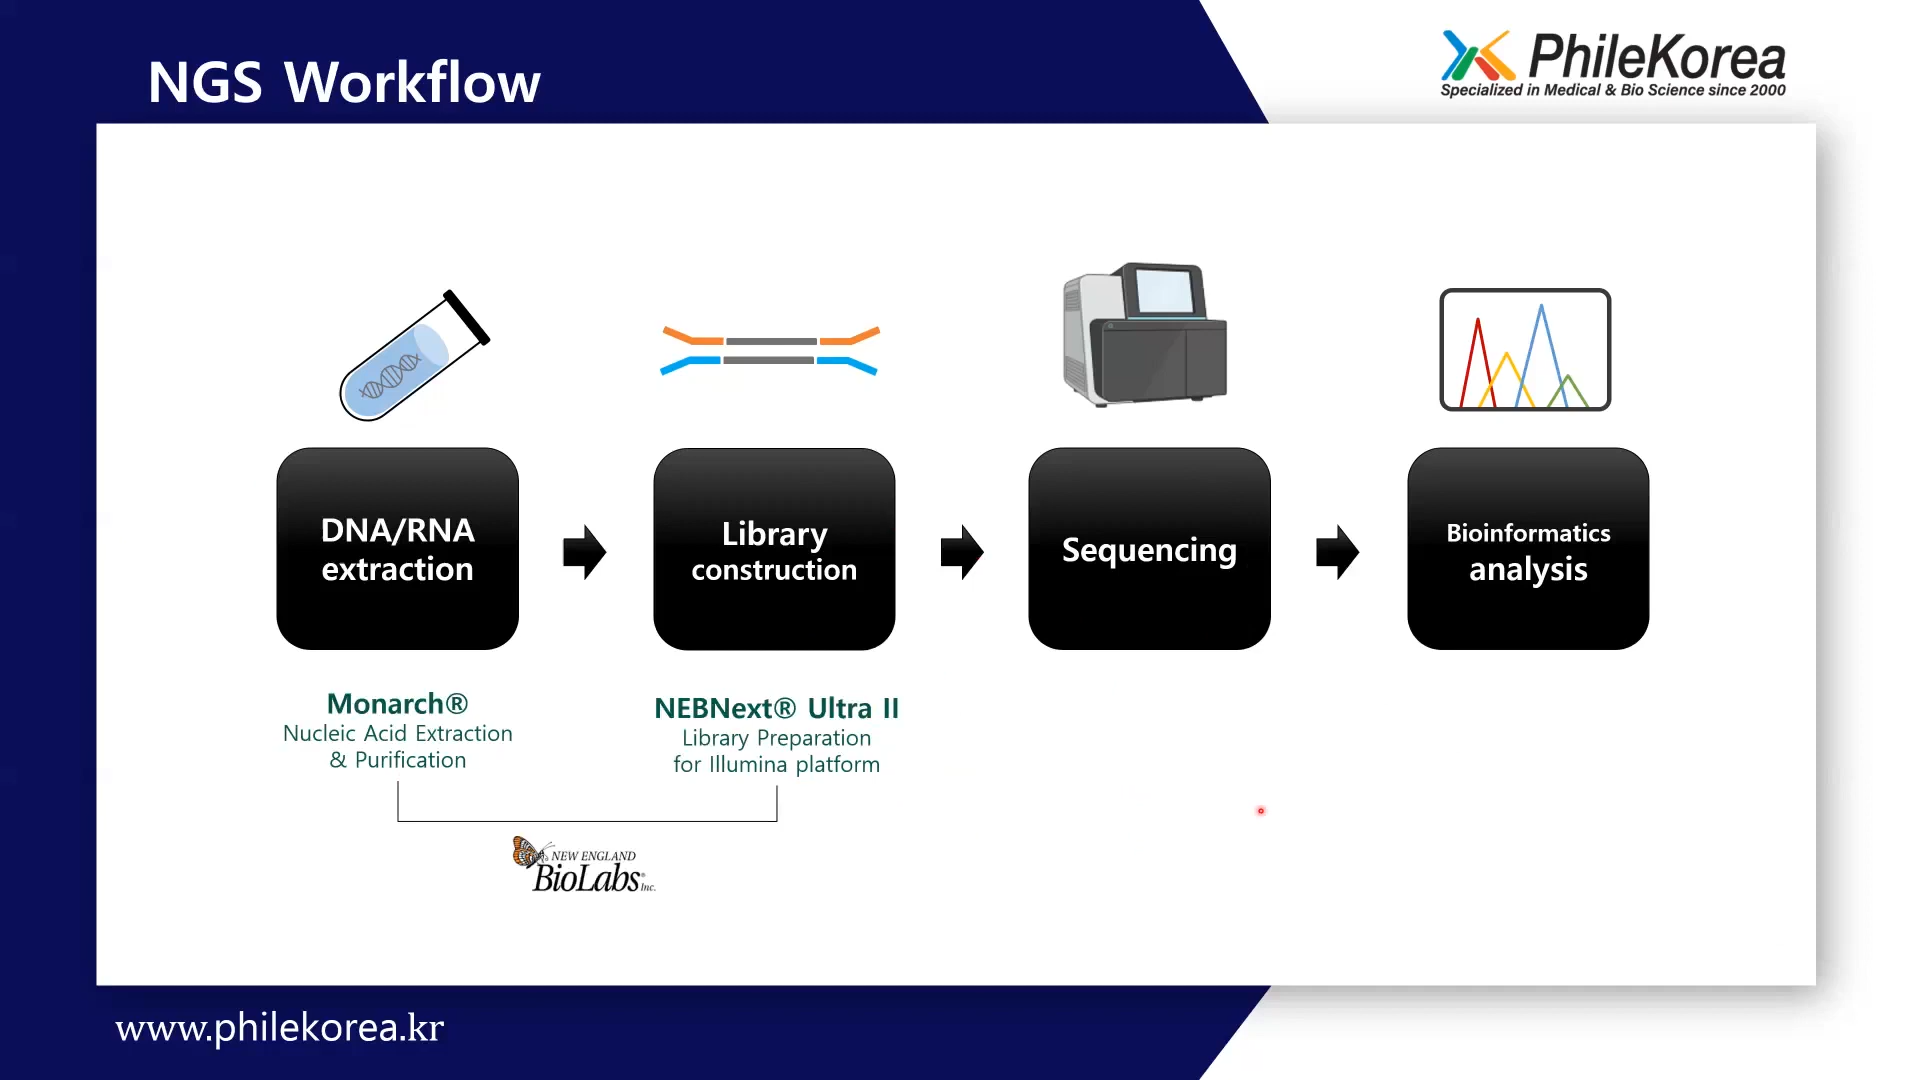 NGS Workflow
PhileKorea
Specialized in Medical & Bio Science since 2000
DNA/RNA
extraction
Library
construction
Sequencing
Bioinformatics
analysis
Monarch®
Nucleic Acid Extraction
& Purification
NEBNext® Ultra II
Library Preparation
for Illumina platform
NEW ENGLAND
BioLabs® Inc.
www.philekorea.kr